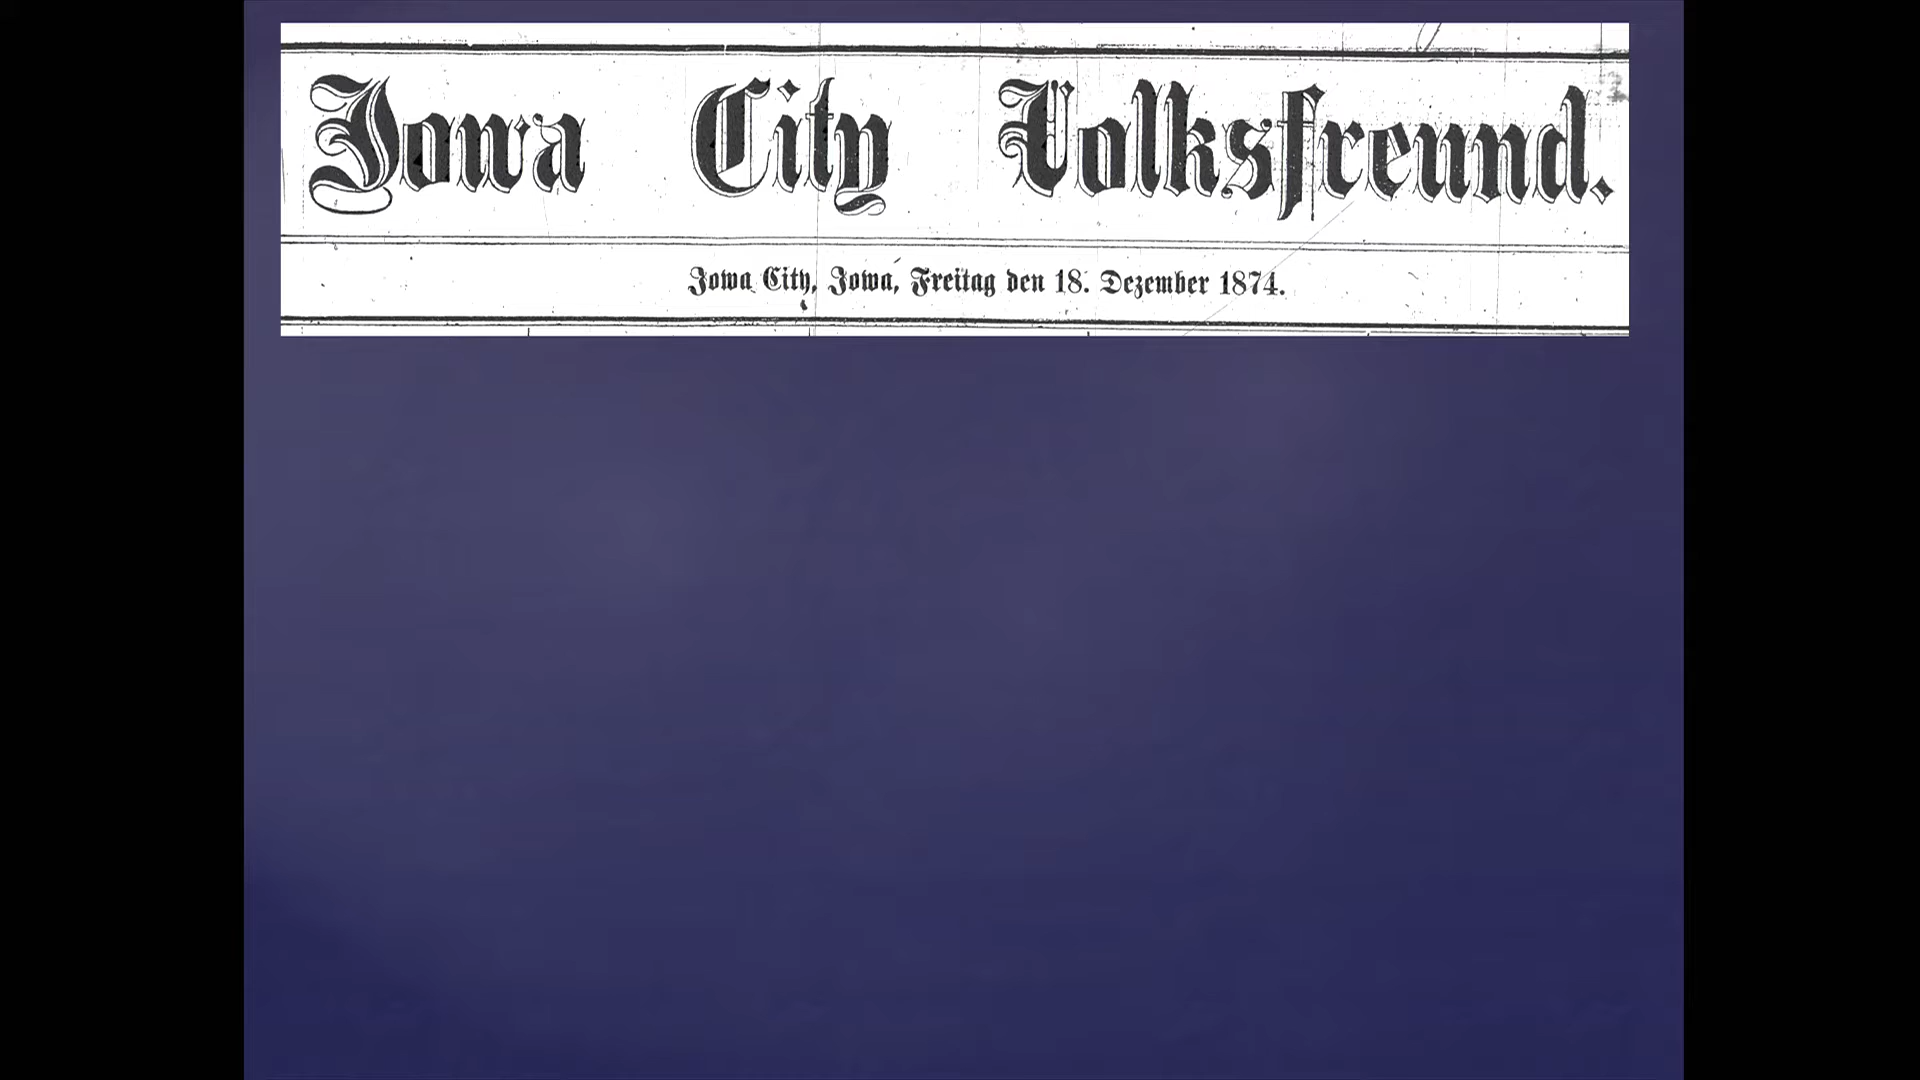 Iowa City Volksfreund.
Iowa City, Iowa, Freitag den 18. Dezember 1874.